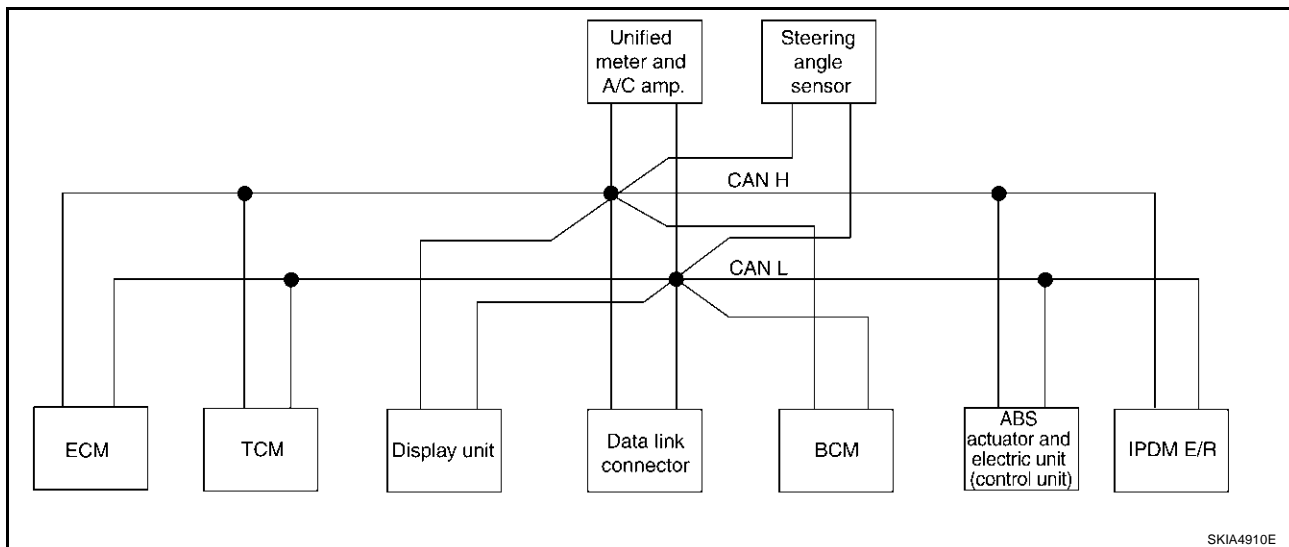 Unified
meter and
A/C amp.
Steering
angle
sensor
CAN H
CAN L
ECM
TCM
Display unit
Data link
connector
BCM
ABS
actuator and
electric unit
(control unit)
IPDM E/R
SKIA4910E